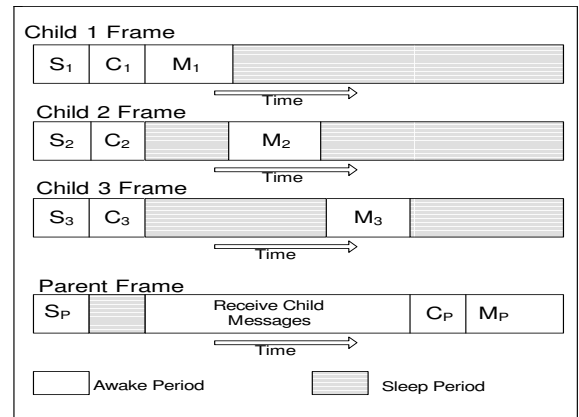 Child 1 Frame
S₁ C₁ M₁
Time
Child 2 Frame
S₂ C₂ M₂
Time
Child 3 Frame
S₃ C₃ M₃
Time
Parent Frame
Sₚ Receive Child Messages Cₚ Mₚ
Time
Awake Period Sleep Period